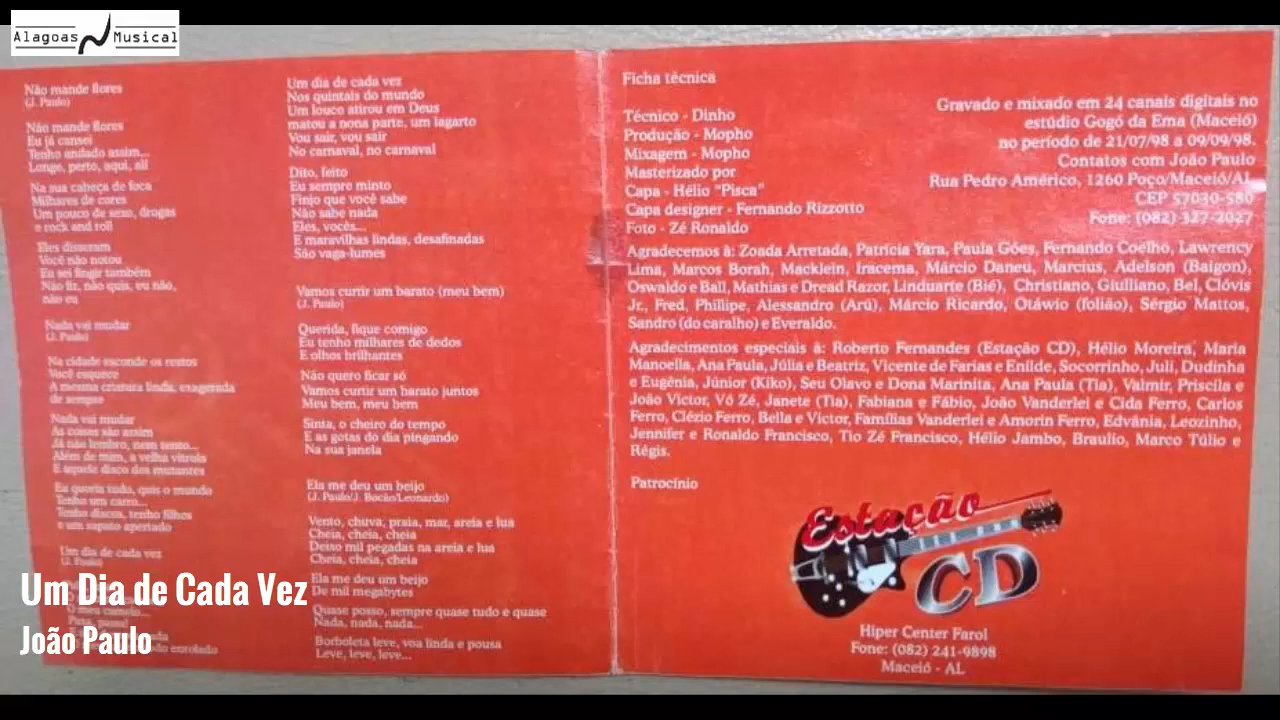 Alagoas Musical
Não mande flores
(J. Paulo)
Não mande flores
Eu já cansei
Tenho andado assim...
Longe, perto, aqui, ali
Na sua cabeça de foca
Milhares de cores
Um pouco de sexo, drogas
e rock and roll
Eles disseram
Você não notou
Eu sei fingir também
Não fiz, não quis, eu não,
não eu
Nada vai mudar
(J. Paulo)
Na cidade esconde os restos
Você esquece
A mesma criatura linda, exagerada
de sempre
Nada vai mudar
As coisas são assim
Já não lembro, nem tento...
Além de mim, a velha vitrola
E aquele disco dos mutantes
Eu queria tudo, quis o mundo
Tenho um carro...
Tenho discos, tenho filhos
e um sapato apertado
Um dia de cada vez
(J. Paulo)
O meu
enrolado
Um dia de cada vez
Nos quintais do mundo
Um louco atirou em Deus
matou a nona parte, um lagarto
Vou sair, vou sair
No carnaval, no carnaval
Dito, feito
Eu sempre minto
Finjo que você sabe
Não sabe nada
Eles, vocês...
E maravilhas lindas, desafinadas
São vaga-lumes
Vamos curtir um barato (meu bem)
(J. Paulo)
Querida, fique comigo
Eu tenho milhares de dedos
E olhos brilhantes
Não quero ficar só
Vamos curtir um barato juntos
Meu bem, meu bem
Sinta, o cheiro do tempo
E as gotas do dia pingando
Na sua janela
Ela me deu um beijo
(J. Paulo/J. Bocão/Leonardo)
Vento, chuva, praia, mar, areia e lua
Cheia, cheia, cheia
Deixo mil pegadas na areia e lua
Cheia, cheia, cheia
Ela me deu um beijo
De mil megabytes
Quasse posso, sempre quase tudo e quase
Nada, nada, nada...
Borboleta leve, voa linda e pousa
Leve, leve, leve...
Ficha técnica
Técnico - Dinho
Produção - Mopho
Mixagem - Mopho
Masterizado por
Capa - Hélio "Pisca"
Capa designer - Fernando Rizzotto
Foto - Zé Ronaldo
Gravado e mixado em 24 canais digitais no
estúdio Gogó da Ema (Maceió)
no período de 21/07/98 a 09/09/98.
Contatos com João Paulo
Rua Pedro Américo, 1260 Poço/Maceió/AL
CEP 57030-580
Fone: (082) 327-2027
Agradecemos à: Zoada Arretada, Patrícia Yara, Paula Góes, Fernando Coelho, Lawrency
Lima, Marcos Borah, Macklein, Iracema, Márcio Daneu, Marcius, Adelson (Baigon),
Oswaldo e Ball, Mathias e Dread Razor, Linduarte (Bié), Christiano, Giulliano, Bel, Clóvis
Jr., Fred, Phillipe, Alessandro (Arú), Márcio Ricardo, Otáwio (folião), Sérgio Mattos,
Sandro (do caralho) e Everaldo.
Agradecimentos especiais à: Roberto Fernandes (Estação CD), Hélio Moreira, Maria
Manoella, Ana Paula, Júlia e Beatriz, Vicente de Farias e Enilde, Socorrinho, Juli, Dudinha
e Eugênia, Júnior (Kiko), Seu Olavo e Dona Marinita, Ana Paula (Tia), Valmir, Priscila e
João Victor, Vô Zé, Janete (Tia), Fabiana e Fábio, João Vanderlei e Cida Ferro, Carlos
Ferro, Clézio Ferro, Bella e Victor, Famílias Vanderlei e Amorin Ferro, Edvânia, Leozinho,
Jennifer e Ronaldo Francisco, Tio Zé Francisco, Hélio Jambo, Braulio, Marco Túlio e
Régis.
Patrocínio
Estação
CD
Hiper Center Farol
Fone: (082) 241-9898
Maceió - AL
Um Dia de Cada Vez
João Paulo